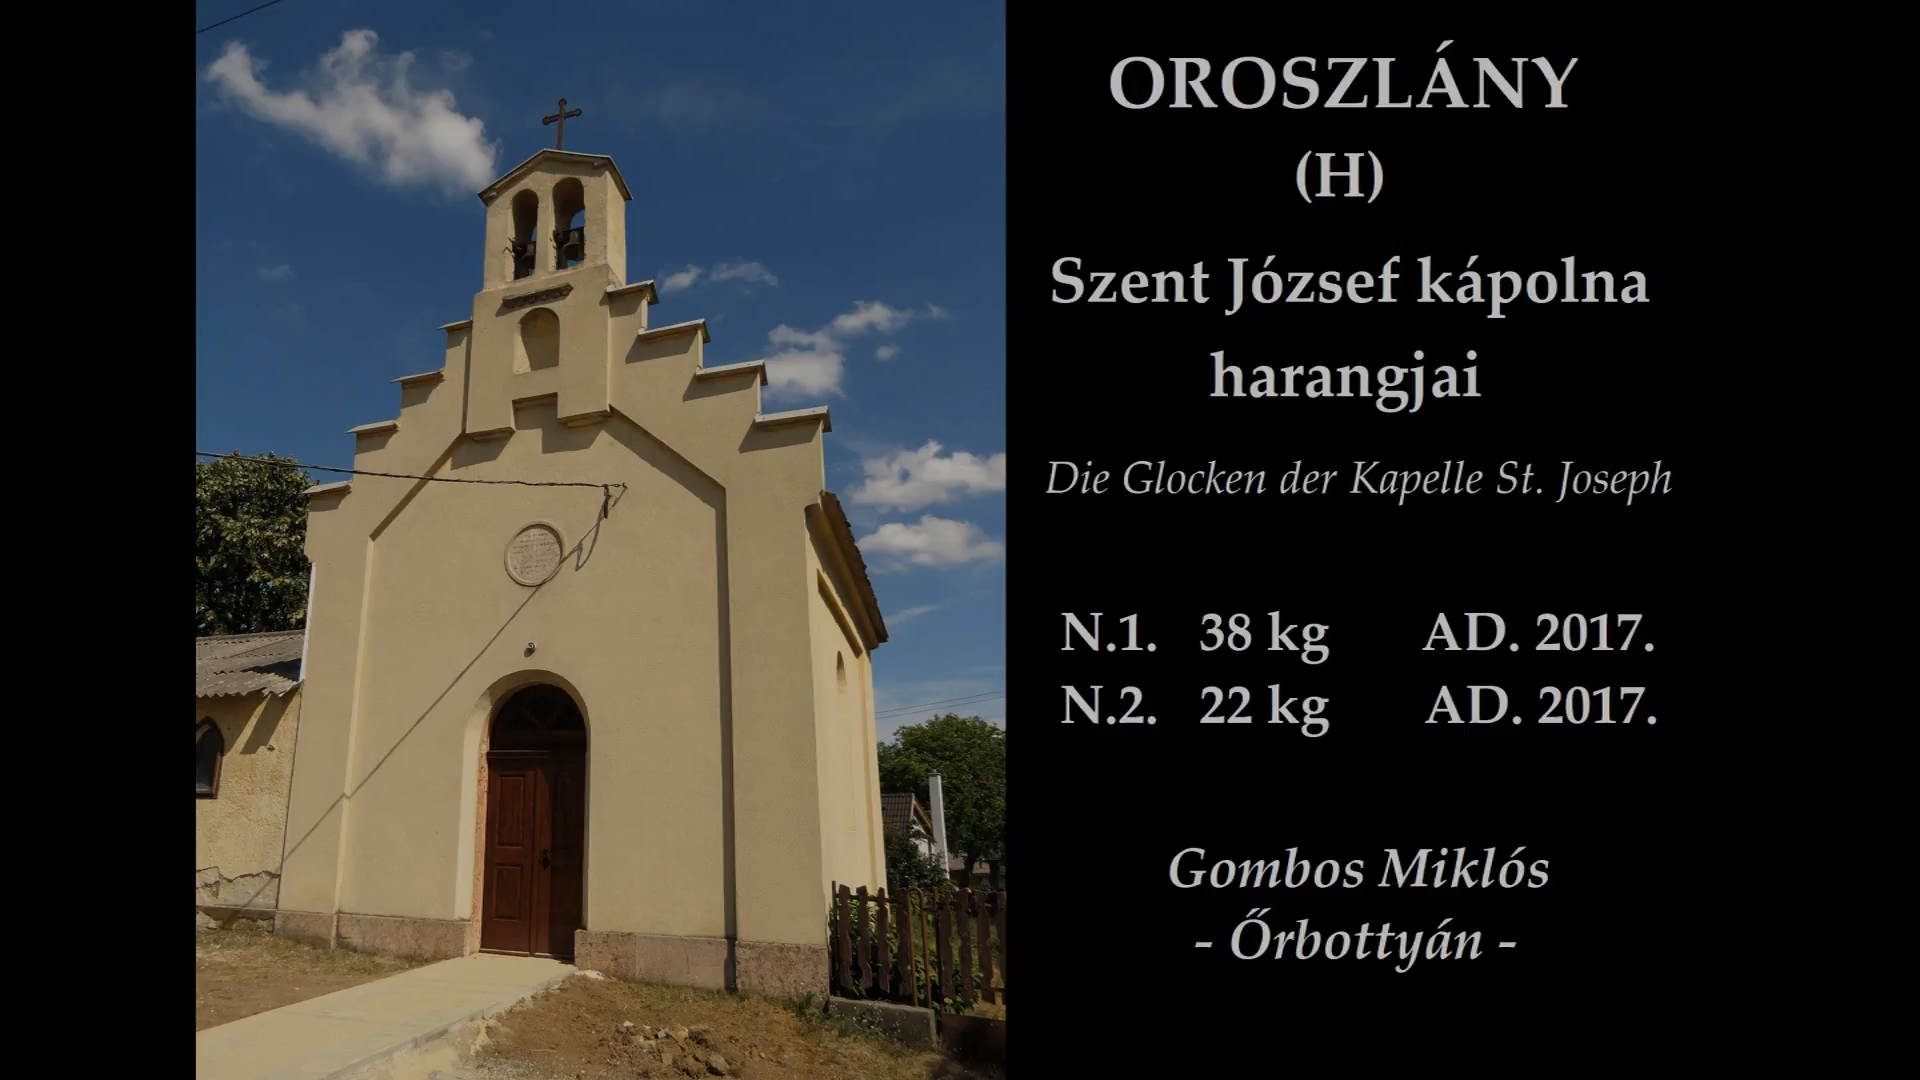 OROSZLÁNY
(H)
Szent József kápolna
harangjai
Die Glocken der Kapelle St. Joseph
N.1. 38 kg AD. 2017.
N.2. 22 kg AD. 2017.
Gombos Miklós
- Őrbottyán -